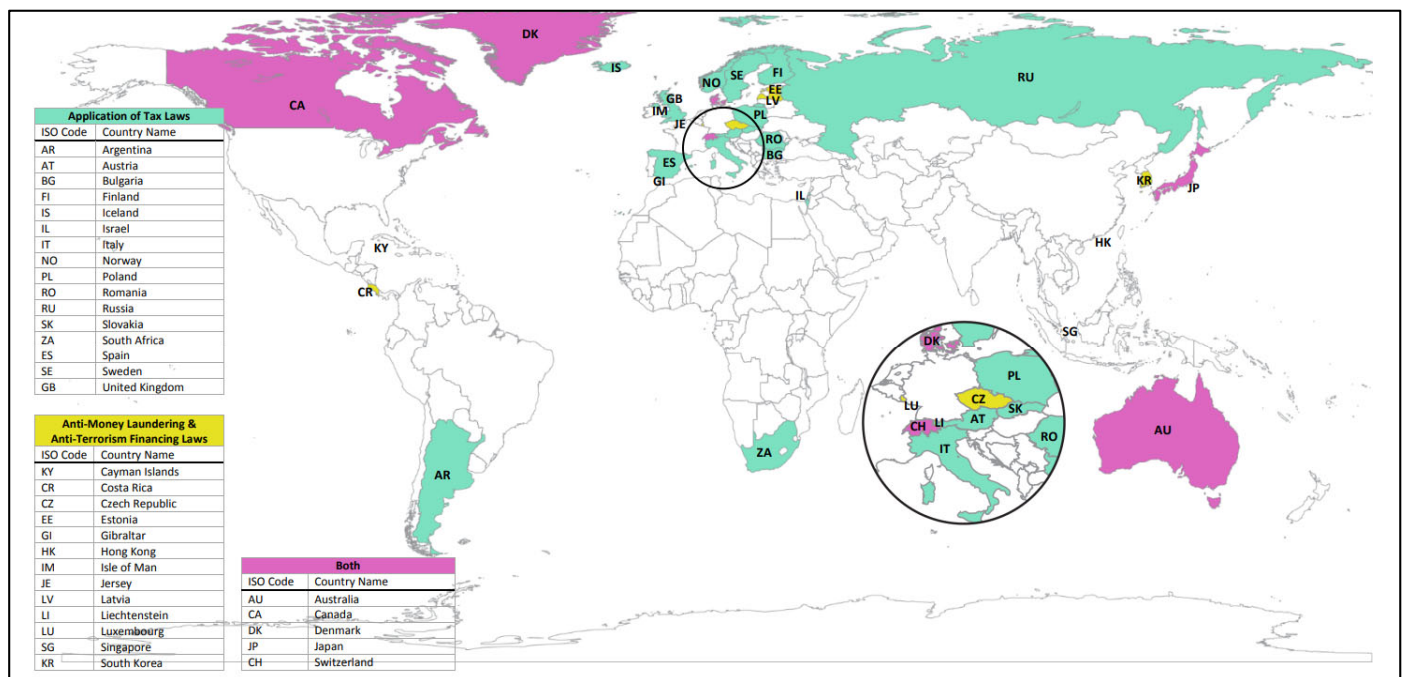 DK
CA
IS
NO
SE
FI
EE
LV
RU
GB
IM
JE
PL
RO
BG
ES
GI
IL
KR
JP
HK
KY
CR
SG
AR
ZA
AU
DK
PL
CZ
SK
LU
LI
AT
CH
RO
IT
Application of Tax Laws
ISO Code Country Name
AR Argentina
AT Austria
BG Bulgaria
FI Finland
IS Iceland
IL Israel
IT Italy
NO Norway
PL Poland
RO Romania
RU Russia
SK Slovakia
ZA South Africa
ES Spain
SE Sweden
GB United Kingdom
Anti-Money Laundering &
Anti-Terrorism Financing Laws
ISO Code Country Name
KY Cayman Islands
CR Costa Rica
CZ Czech Republic
EE Estonia
GI Gibraltar
HK Hong Kong
IM Isle of Man
JE Jersey
LV Latvia
LI Liechtenstein
LU Luxembourg
SG Singapore
KR South Korea
Both
ISO Code Country Name
AU Australia
CA Canada
DK Denmark
JP Japan
CH Switzerland